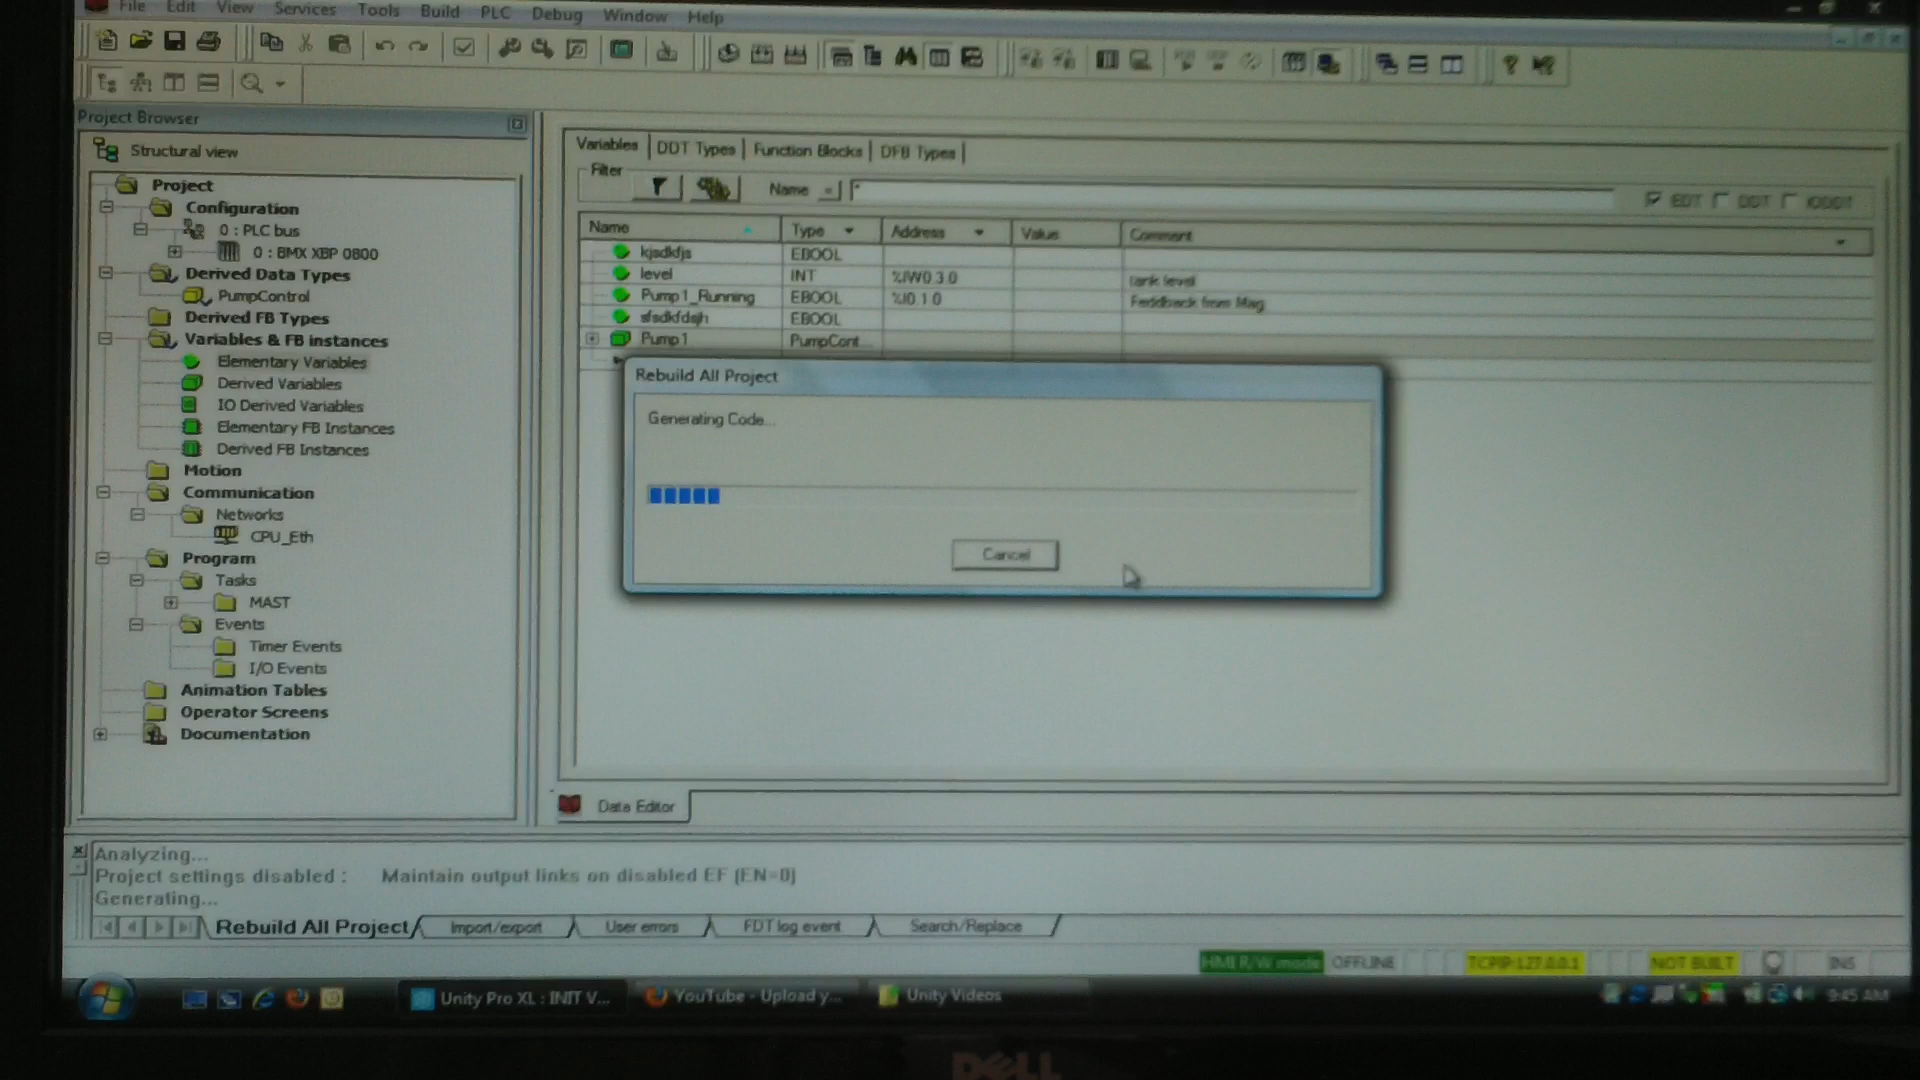 File Edit View Services Tools Build PLC Debug Window Help
Project Browser
Structural view
Project
Configuration
0 : PLC bus
0 : BMX XBP 0800
Derived Data Types
PumpControl
Derived FB Types
Variables & FB instances
Elementary Variables
Derived Variables
IO Derived Variables
Elementary FB Instances
Derived FB Instances
Motion
Communication
Networks
CPU_Eth
Program
Tasks
MAST
Events
Timer Events
I/O Events
Animation Tables
Operator Screens
Documentation
Variables DDT Types Function Blocks DFB Types
Filter
Name = *
EDT DDT IODDT
Name Type Address Value Comment
kjsdkfjs EBOOL
level INT %IW0.3.0 tank level
Pump1_Running EBOOL %I0.1.0 Feddback from Mag
sfsdkfdsjh EBOOL
Pump1 PumpCont...
Rebuild All Project
Generating Code...
Cancel
Data Editor
Analyzing...
Project settings disabled : Maintain output links on disabled EF (EN=0)
Generating...
Rebuild All Project Import/export User errors FDT log event Search/Replace
HMI R/W mode OFFLINE TCPIP:127.0.0.1 NOT BUILT INS
Unity Pro XL : INIT V... YouTube - Upload y... Unity Videos 9:45 AM
DELL